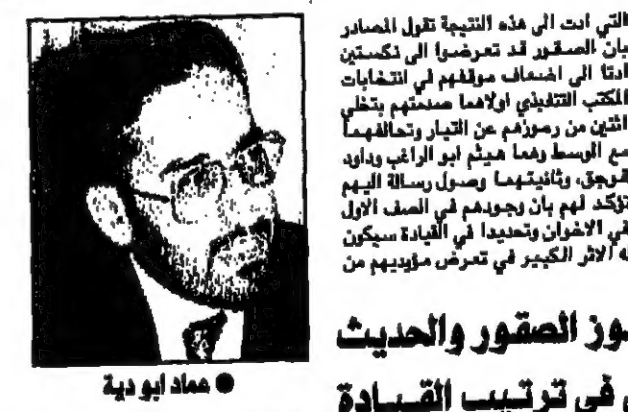 التي ادت الى هذه النتيجة تقول المصادر
بان الصقور قد تعرضوا الى نكستين
ادتا الى اضعاف موقفهم في انتخابات
المكتب التنفيذي اولاهما صدمتهم بتخلي
اثنين من رموزهم عن التيار وتحالفهما
مع الوسط وهما هيثم ابو الراغب وداود
قوجق، وثانيتهما وصول رسالة اليهم
تؤكد لهم بان وجودهم في الصف الاول
في الاخوان وتحديدا في القيادة سيكون
له الاثر الكبير في تعرض مؤيديهم من
الصقور والحديث
في ترتيب القيادة
● عماد ابو دية